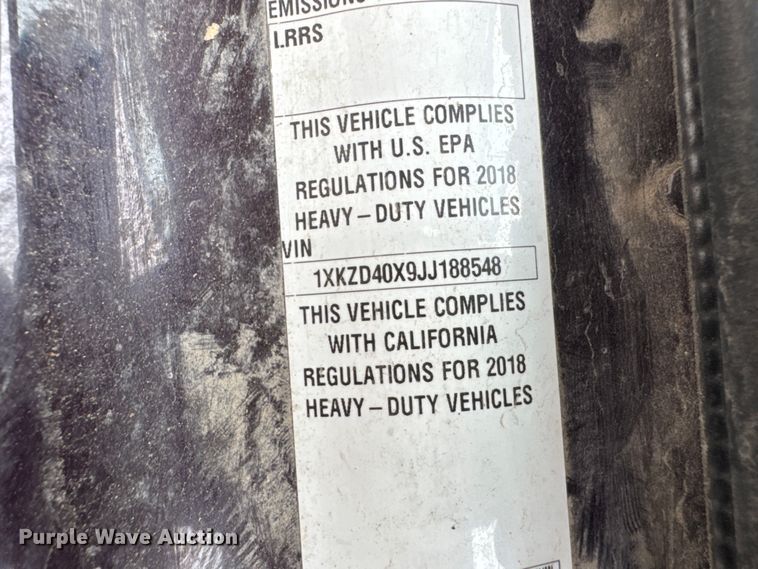 EMISSIONS
I.RRS
THIS VEHICLE COMPLIES
WITH U.S. EPA
REGULATIONS FOR 2018
HEAVY-DUTY VEHICLES
VIN
1XKZD40X9JJ188548
THIS VEHICLE COMPLIES
WITH CALIFORNIA
REGULATIONS FOR 2018
HEAVY-DUTY VEHICLES
Purple Wave Auction